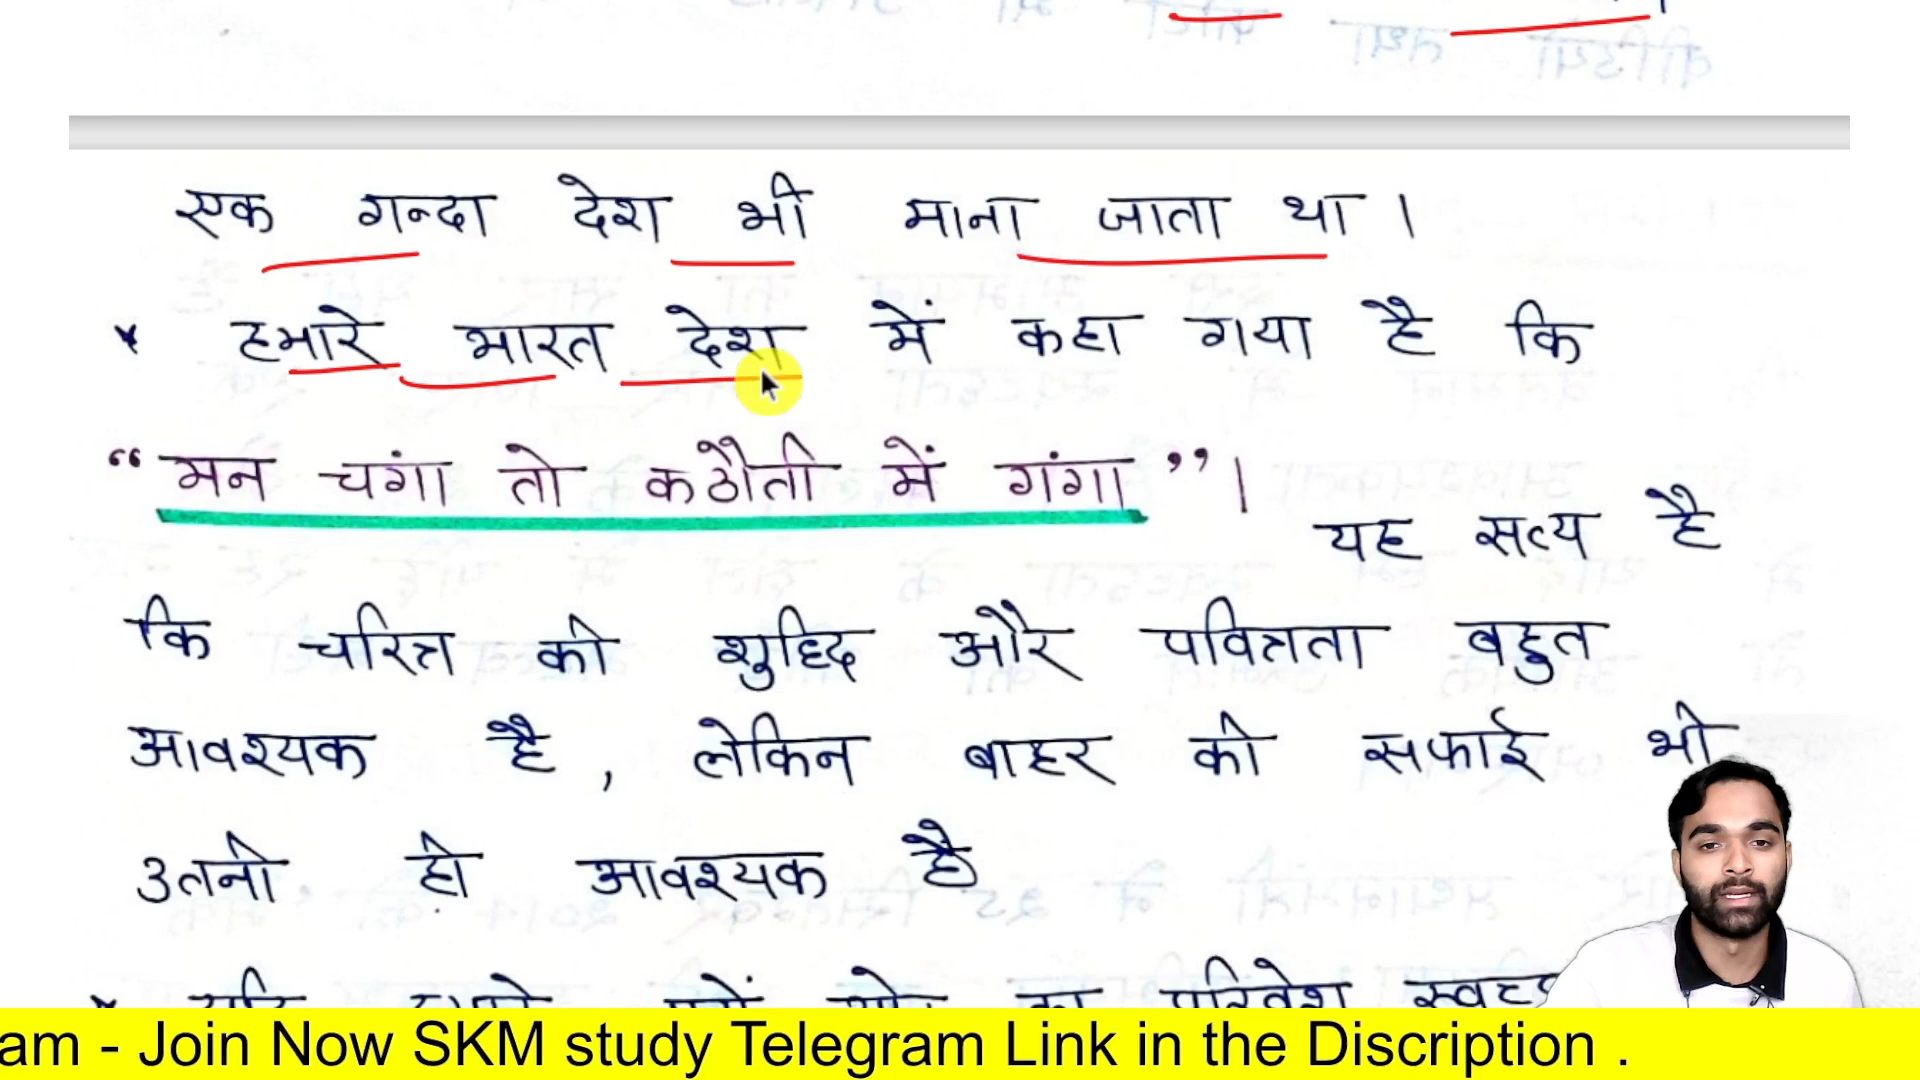 एक गन्दा देश भी माना जाता था ।
* हमारे भारत देश में कहा गया है कि
“मन चगंा तो कठौती में गंगा” ।
यह सत्य है
कि चरित्र की शुद्धि और पवित्रता बहुत
आवश्यक है , लेकिन बाहर की सफाई भी
उतनी ही आवश्यक है
am - Join Now SKM study Telegram Link in the Discription .